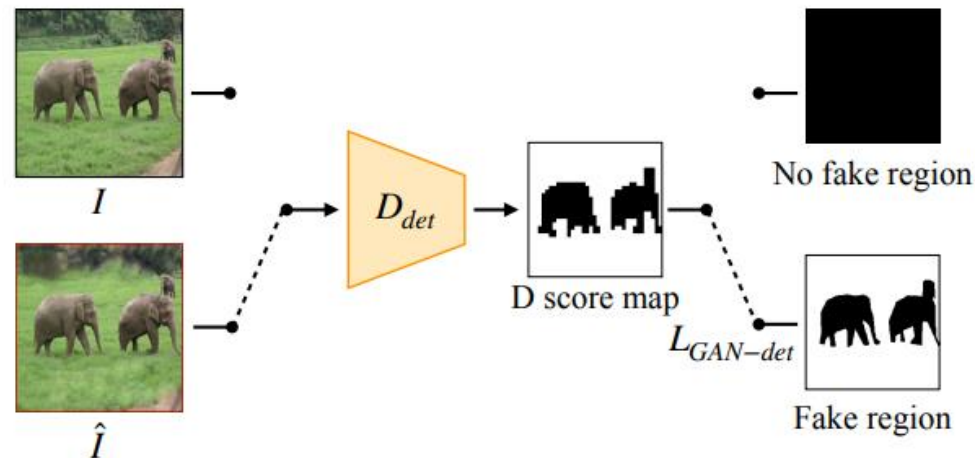 I
No fake region
D_det
D score map
L_GAN-det
Î
Fake region